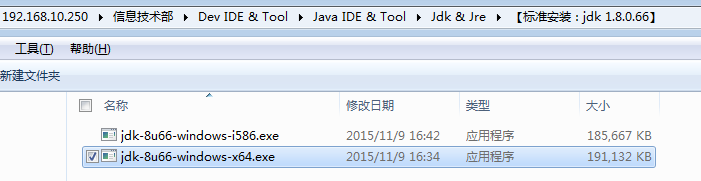 192.168.10.250 ▸ 信息技术部 ▸ Dev IDE & Tool ▸ Java IDE & Tool ▸ Jdk & Jre ▸ 【标准安装：jdk 1.8.0.66】
工具(T) 帮助(H)
新建文件夹
名称 修改日期 类型 大小
jdk-8u66-windows-i586.exe 2015/11/9 16:42 应用程序 185,667 KB
jdk-8u66-windows-x64.exe 2015/11/9 16:34 应用程序 191,132 KB